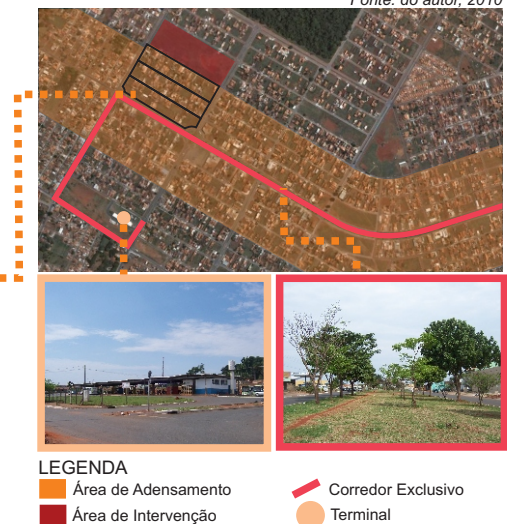 Fonte: do autor, 2010
LEGENDA
Área de Adensamento
Corredor Exclusivo
Área de Intervenção
Terminal